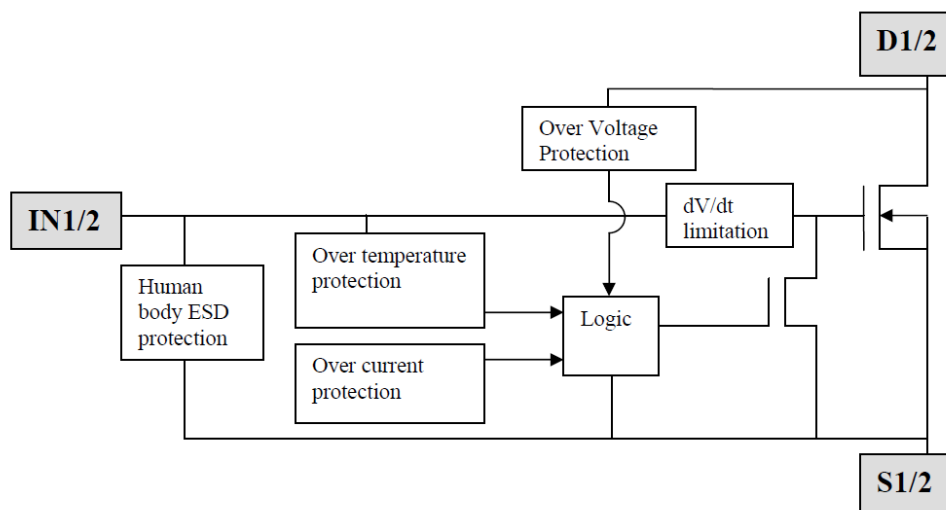 D1/2
Over Voltage
Protection
IN1/2
dV/dt
limitation
Over temperature
protection
Human
body ESD
protection
Logic
Over current
protection
S1/2